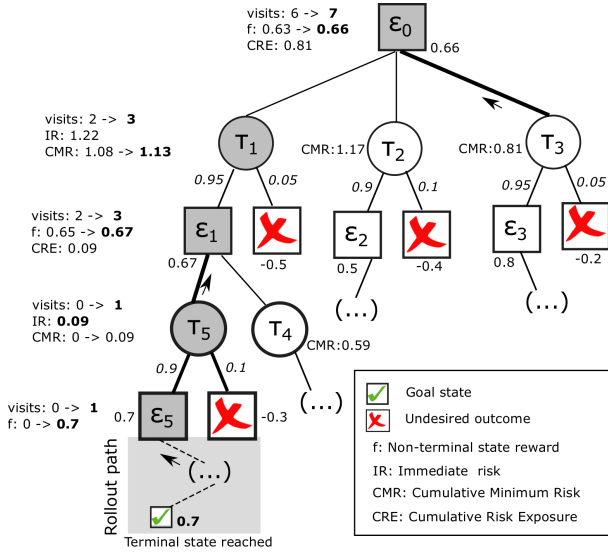 visits: 6 -> 7
f: 0.63 -> 0.66
CRE: 0.81
ε0
0.66
visits: 2 -> 3
IR: 1.22
CMR: 1.08 -> 1.13
T1
CMR:1.17
T2
CMR:0.81
T3
0.95
0.05
0.9
0.1
0.95
0.05
visits: 2 -> 3
f: 0.65 -> 0.67
CRE: 0.09
ε1
ε2
ε3
0.67
-0.5
0.5
-0.4
0.8
-0.2
(...)
(...)
visits: 0 -> 1
IR: 0.09
CMR: 0 -> 0.09
T5
T4
CMR:0.59
0.9
0.1
(...)
visits: 0 -> 1
f: 0 -> 0.7
0.7
ε5
-0.3
Rollout path
(...)
0.7
Terminal state reached
Goal state
Undesired outcome
f: Non-terminal state reward
IR: Immediate risk
CMR: Cumulative Minimum Risk
CRE: Cumulative Risk Exposure